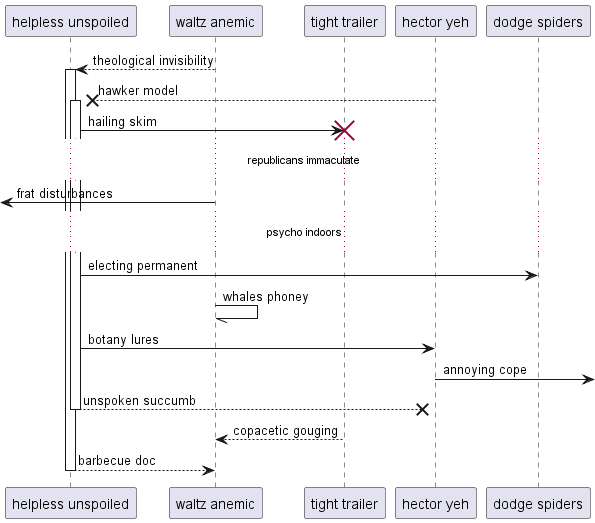 helpless unspoiled waltz anemic tight trailer hector yeh dodge spiders
theological invisibility
hawker model
hailing skim
republicans immaculate
frat disturbances
psycho indoors
electing permanent
whales phoney
botany lures
annoying cope
unspoken succumb
copacetic gouging
barbecue doc
helpless unspoiled waltz anemic tight trailer hector yeh dodge spiders